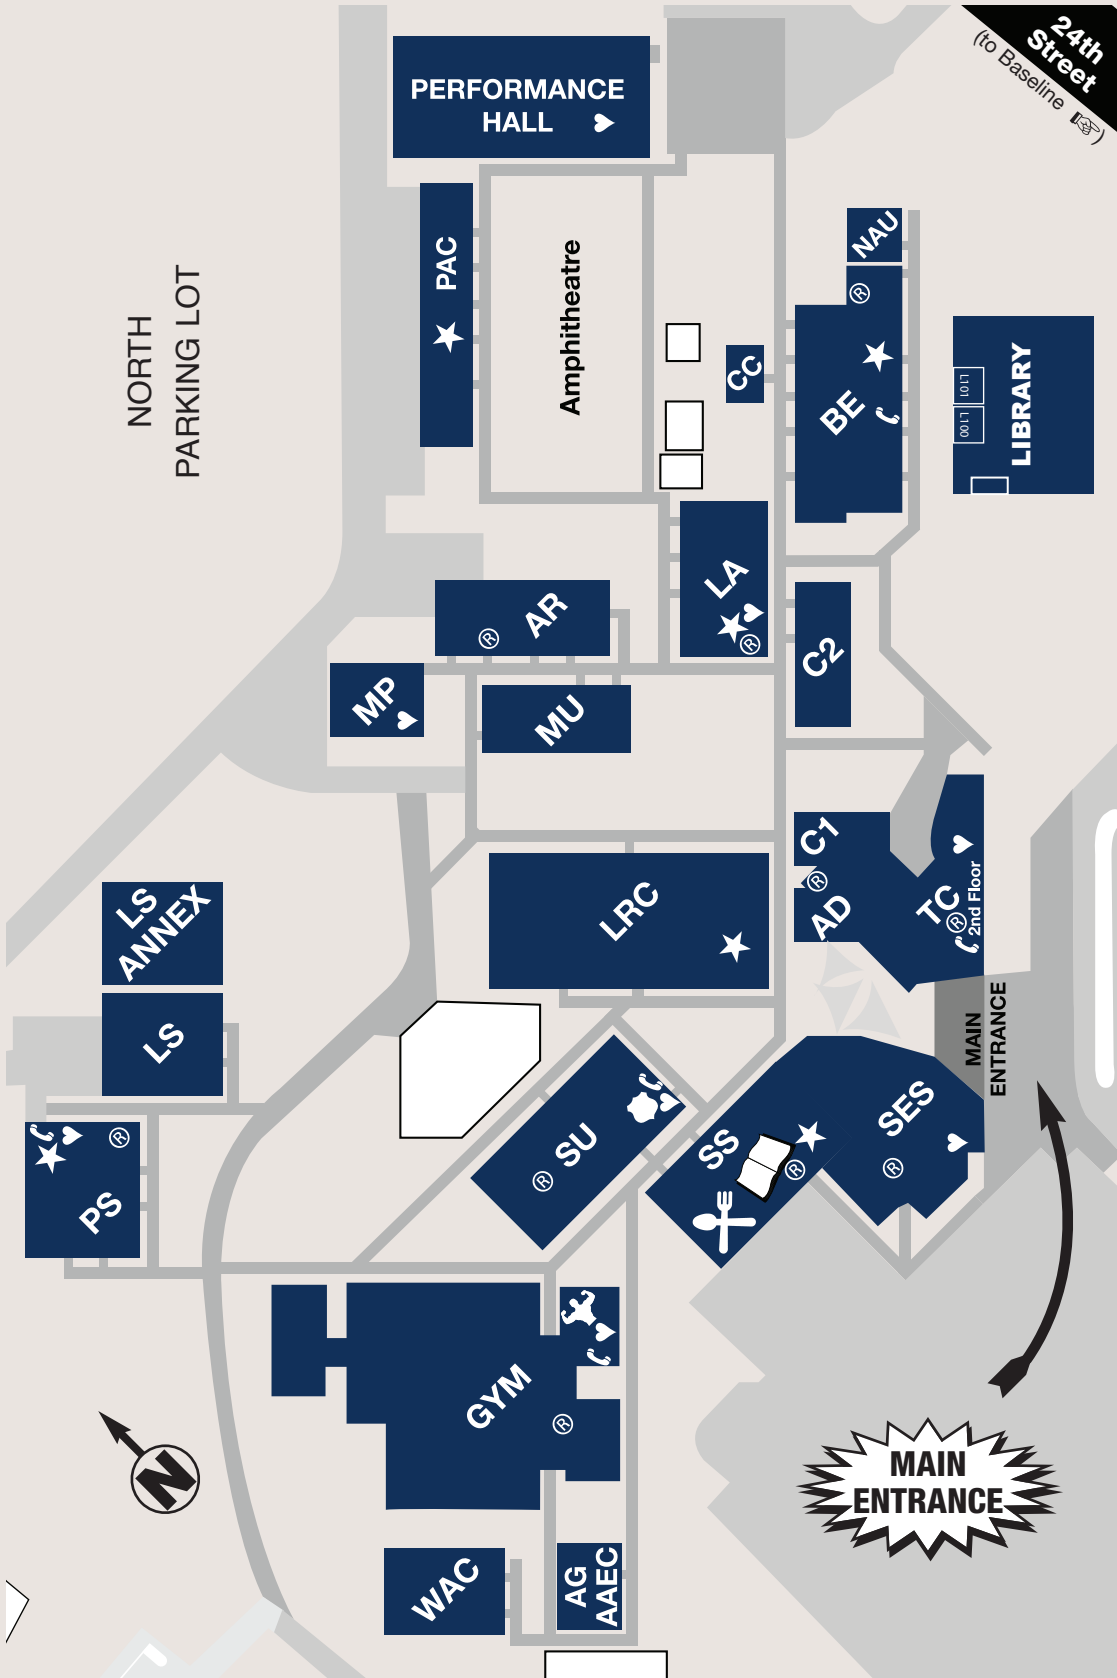 24th
Street
(to Baseline ☞)
PERFORMANCE
HALL
PAC
NORTH
PARKING LOT
Amphitheatre
NAU
®
BE
CC
L101
L100
LIBRARY
LA
®
AR
®
C2
MP
MU
C1
®
AD
TC
®
2nd Floor
LRC
LS
ANNEX
LS
MAIN
ENTRANCE
PS
®
SU
®
SS
®
SES
®
GYM
®
N
MAIN
ENTRANCE
WAC
AG
AAEC